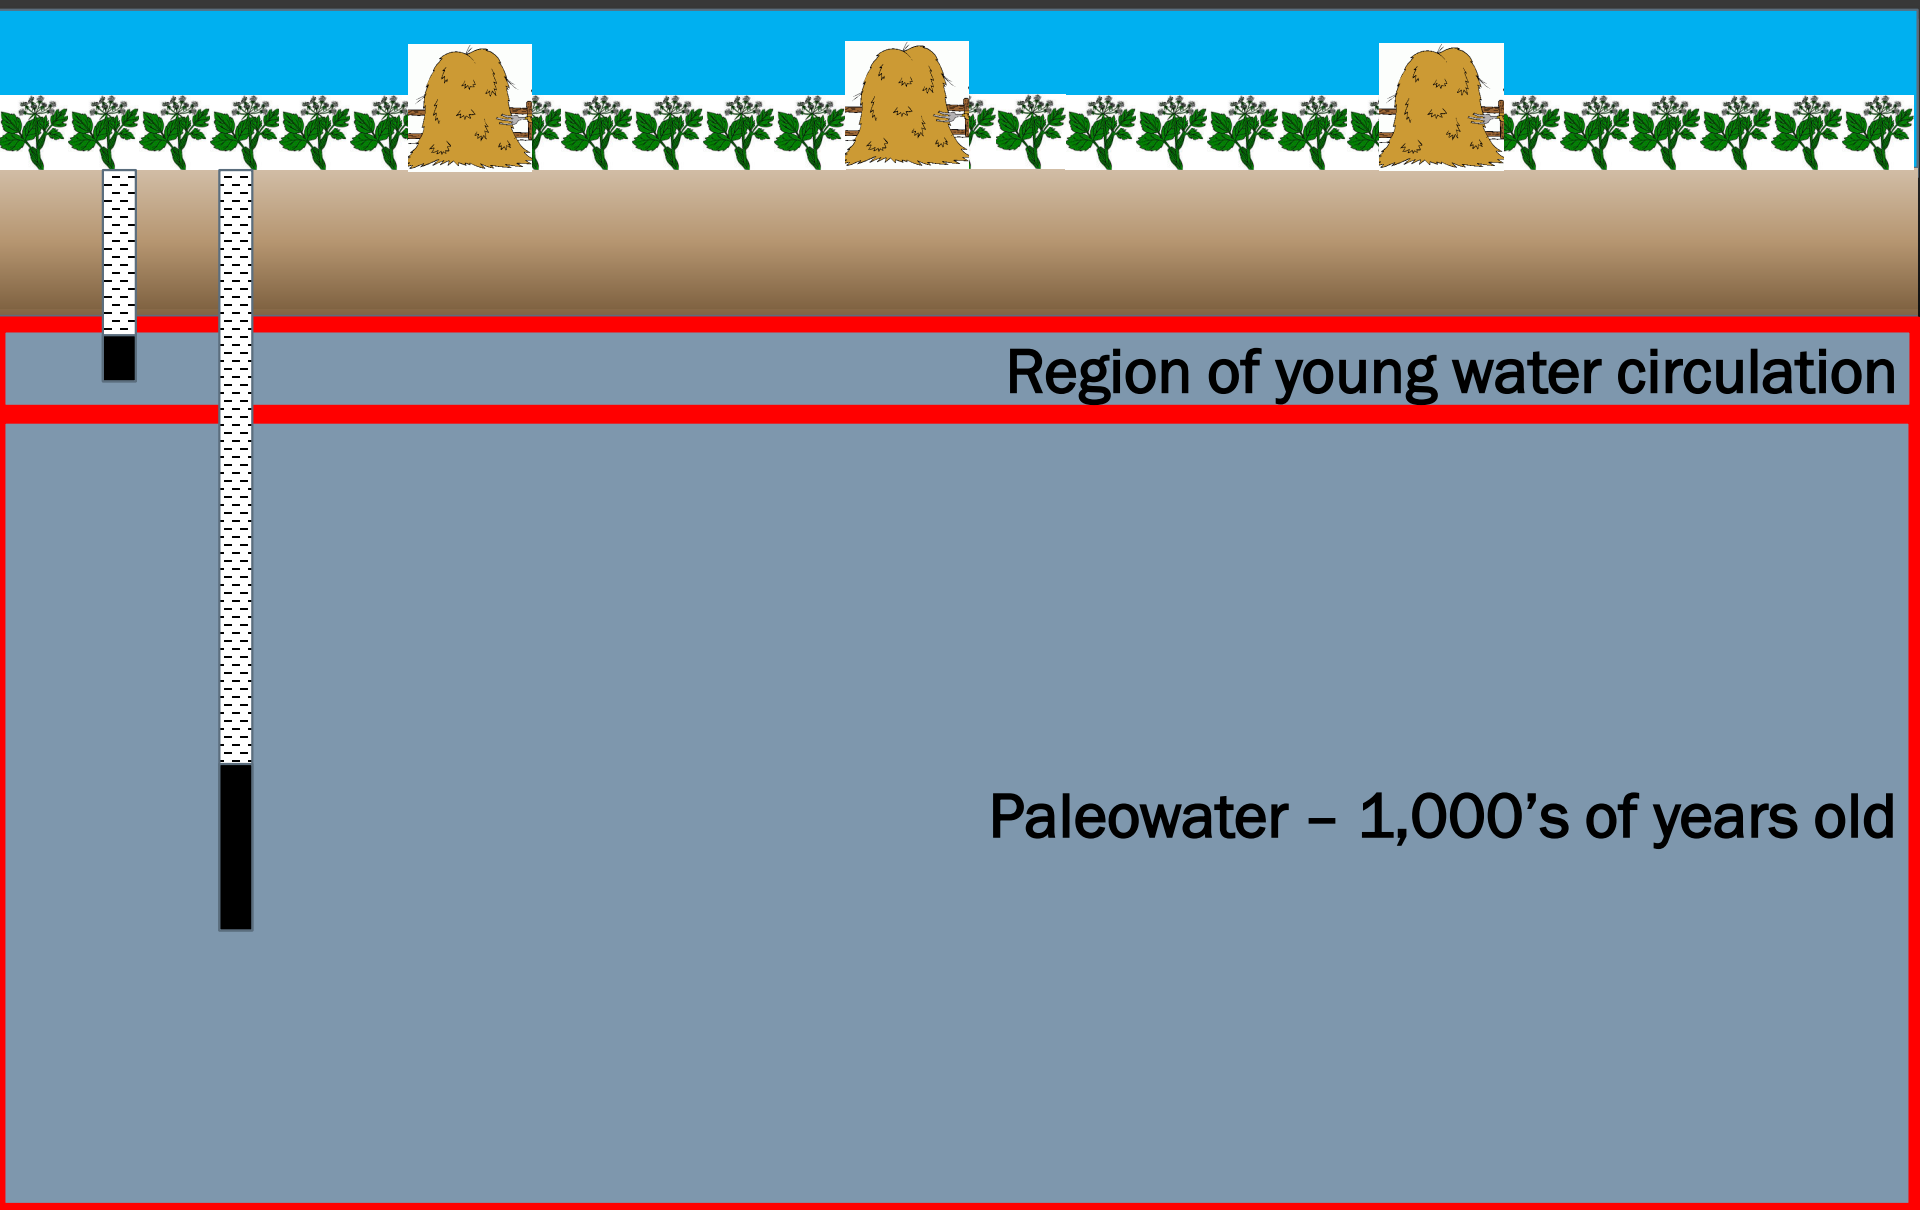 Region of young water circulation
Paleowater – 1,000’s of years old